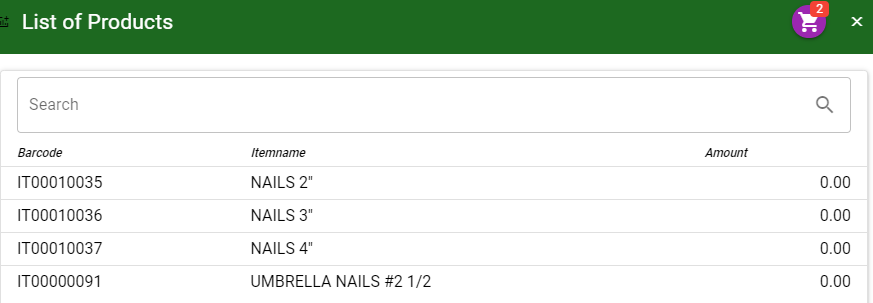 List of Products 2 ×
Search
Barcode Itemname Amount
IT00010035 NAILS 2" 0.00
IT00010036 NAILS 3" 0.00
IT00010037 NAILS 4" 0.00
IT00000091 UMBRELLA NAILS #2 1/2 0.00